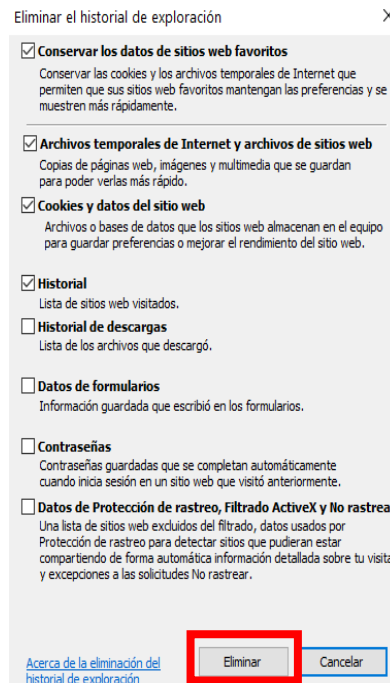 Eliminar el historial de exploración
Conservar los datos de sitios web favoritos
Conservar las cookies y los archivos temporales de Internet que
permiten que sus sitios web favoritos mantengan las preferencias y se
muestren más rápidamente.
Archivos temporales de Internet y archivos de sitios web
Copias de páginas web, imágenes y multimedia que se guardan
para poder verlas más rápido.
Cookies y datos del sitio web
Archivos o bases de datos que los sitios web almacenan en el equipo
para guardar preferencias o mejorar el rendimiento del sitio web.
Historial
Lista de sitios web visitados.
Historial de descargas
Lista de los archivos que descargó.
Datos de formularios
Información guardada que escribió en los formularios.
Contraseñas
Contraseñas guardadas que se completan automáticamente
cuando inicia sesión en un sitio web que visitó anteriormente.
Datos de Protección de rastreo, Filtrado ActiveX y No rastrea
Una lista de sitios web excluidos del filtrado, datos usados por
Protección de rastreo para detectar sitios que pudieran estar
compartiendo de forma automática información detallada sobre tu visita
y excepciones a las solicitudes No rastrear.
Acerca de la eliminación del
historial de exploración
Eliminar
Cancelar